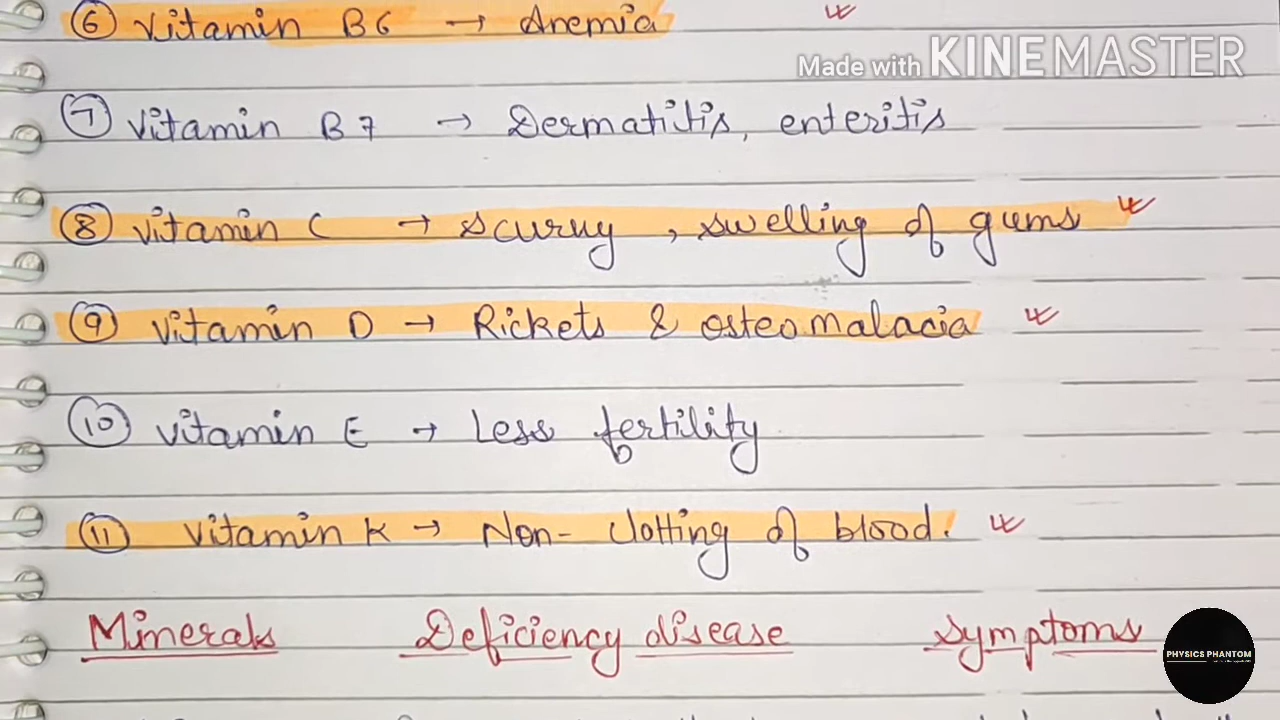 ⑥ Vitamin B6 → Anemia
Made with KINEMASTER
⑦ Vitamin B7 → Dermatitis, enteritis
⑧ Vitamin C → Scurvy, swelling of gums
⑨ Vitamin D → Rickets & osteomalacia
⑩ Vitamin E → Less fertility
⑪ Vitamin K → Non-clotting of blood.
Minerals Deficiency disease Symptoms
PHYSICS PHANTOM